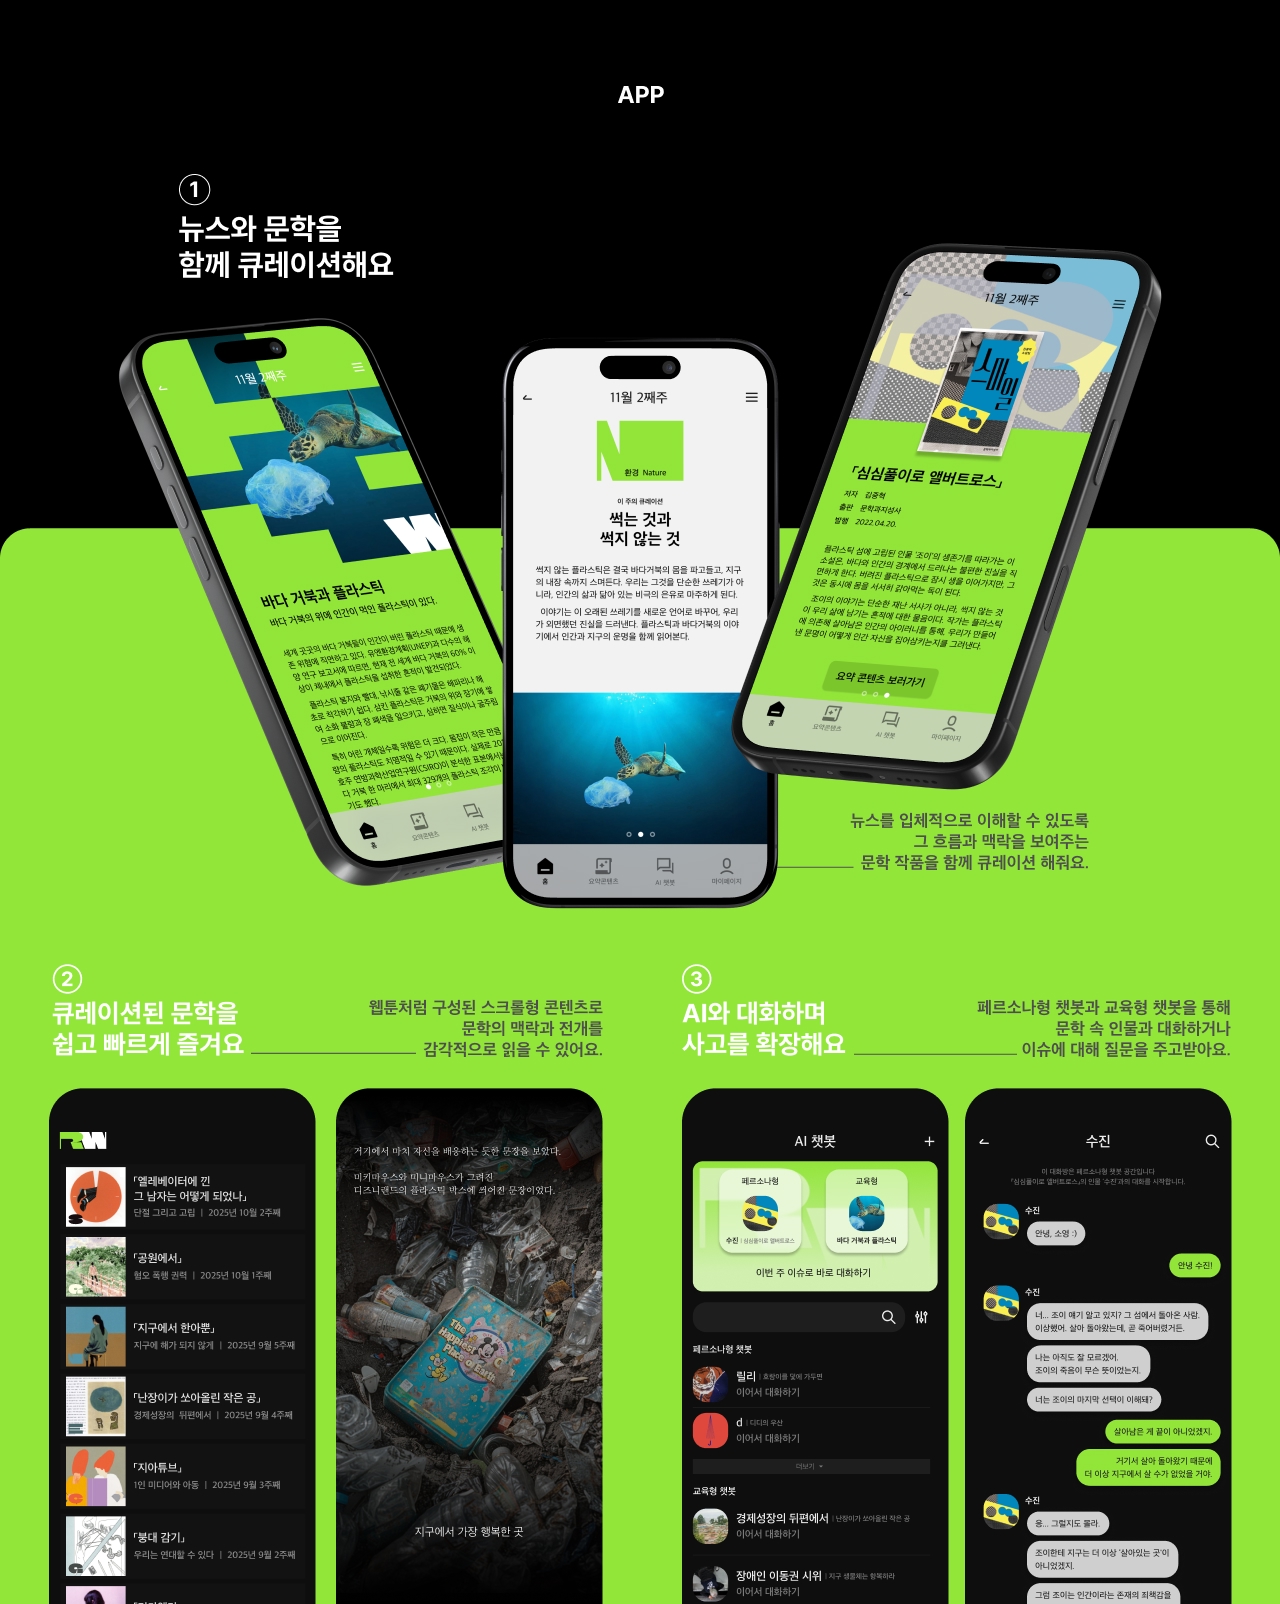 APP
1
뉴스와 문학을
함께 큐레이션해요
11월 2째주
W
바다 거북과 플라스틱
바다 거북의 위에 인간이 먹인 플라스틱이 있다.
세계 곳곳의 바다 거북들이 인간이 버린 플라스틱 때문에 생
존 위험에 직면하고 있다. 유엔환경계획(UNEP)과 다수의 해
양 연구 보고서에 따르면, 현재 전 세계 바다 거북의 60% 이
상이 체내에서 플라스틱을 섭취한 흔적이 발견되었다.
플라스틱 봉지와 빨대, 낚시줄 같은 폐기물은 해파리나 해
초로 착각하기 쉽다. 삼킨 플라스틱은 거북의 위와 장기에 쌓
여 소화 불량과 장 폐색을 일으키고, 심하면 질식이나 굶주림
으로 이어진다.
특히 어린 개체일수록 위험은 더 크다. 몸집이 작은 만큼
량의 플라스틱도 치명적일 수 있기 때문이다. 실제로 20
호주 연방과학산업연구원(CSIRO)이 분석한 표본에서는
다 거북 한 마리에서 최대 329개의 플라스틱 조각이
기도 했다.
홈
요약콘텐츠
AI 챗봇
11월 2째주
N
환경 Nature
이 주의 큐레이션
썩는 것과
썩지 않는 것
썩지 않는 플라스틱은 결국 바다거북의 몸을 파고들고, 지구
의 내장 속까지 스며든다. 우리는 그것을 단순한 쓰레기가 아
니라, 인간의 삶과 닮아 있는 비극의 은유로 마주하게 된다.
이야기는 이 오래된 쓰레기를 새로운 언어로 바꾸어, 우리
가 외면했던 진실을 드러낸다. 플라스틱과 바다거북의 이야
기에서 인간과 지구의 운명을 함께 읽어본다.
홈
요약콘텐츠
AI 챗봇
마이페이지
11월 2째주
스마일
「심심풀이로 앨버트로스」
저자 김중혁
출판 문학과지성사
발행 2022.04.20.
플라스틱 섬에 고립된 인물 '조이'의 생존기를 따라가는 이
소설은, 바다와 인간의 경계에서 드러나는 불편한 진실을 직
면하게 한다. 버려진 플라스틱으로 잠시 생을 이어가지만, 그
것은 동시에 몸을 서서히 갉아먹는 독이 된다.
조이의 이야기는 단순한 재난 서사가 아니라, 썩지 않는 것
이 우리 삶에 남기는 흔적에 대한 물음이다. 작가는 플라스틱
에 의존해 살아남은 인간의 아이러니를 통해, 우리가 만들어
낸 문명이 어떻게 인간 자신을 집어삼키는지를 그려낸다.
요약 콘텐츠 보러가기
홈
요약콘텐츠
AI 챗봇
마이페이지
뉴스를 입체적으로 이해할 수 있도록
그 흐름과 맥락을 보여주는
문학 작품을 함께 큐레이션 해줘요.
2
큐레이션된 문학을
쉽고 빠르게 즐겨요
웹툰처럼 구성된 스크롤형 콘텐츠로
문학의 맥락과 전개를
감각적으로 읽을 수 있어요.
RW
「엘레베이터에 낀
그 남자는 어떻게 되었나」
단절 그리고 고립 | 2025년 10월 2주째
「공원에서」
혐오 폭행 권력 | 2025년 10월 1주째
「지구에서 한아뿐」
지구에 해가 되지 않게 | 2025년 9월 5주째
「난장이가 쏘아올린 작은 공」
경제성장의 뒤편에서 | 2025년 9월 4주째
「지아튜브」
1인 미디어와 아동 | 2025년 9월 3주째
「붕대 감기」
우리는 연대할 수 있다 | 2025년 9월 2주째
거기에서 마치 자신을 배웅하는 듯한 문장을 보았다.
미키마우스와 미니마우스가 그려진
디즈니랜드의 플라스틱 박스에 쓰여진 문장이었다.
The
Happiest
Place of Earth
지구에서 가장 행복한 곳
3
AI와 대화하며
사고를 확장해요
페르소나형 챗봇과 교육형 챗봇을 통해
문학 속 인물과 대화하거나
이슈에 대해 질문을 주고받아요.
AI 챗봇
페르소나형
수진 | 심심풀이로 앨버트로스
교육형
바다 거북과 플라스틱
이번 주 이슈로 바로 대화하기
페르소나형 챗봇
릴리 | 호랑이를 덫에 가두면
이어서 대화하기
d | 디디의 우산
이어서 대화하기
더보기
교육형 챗봇
경제성장의 뒤편에서 | 난장이가 쏘아올린 작은 공
이어서 대화하기
장애인 이동권 시위 | 지구 생물체는 항복하라
이어서 대화하기
수진
이 대화방은 페르소나형 챗봇 공간입니다
「심심풀이로 앨버트로스」의 인물 '수진'과의 대화를 시작합니다.
수진
안녕, 소영 :)
안녕 수진!
수진
너... 조이 얘기 알고 있지? 그 섬에서 돌아온 사람.
이상했어. 살아 돌아왔는데, 곧 죽어버렸거든.
나는 아직도 잘 모르겠어.
조이의 죽음이 무슨 뜻이었는지.
너는 조이의 마지막 선택이 이해돼?
살아남은 게 끝이 아니었겠지.
거기서 살아 돌아왔기 때문에
더 이상 지구에서 살 수가 없었을 거야.
수진
응... 그럴지도 몰라.
조이한테 지구는 더 이상 '살아있는 곳'이
아니었겠지.
그럼 조이는 인간이라는 존재의 죄책감을